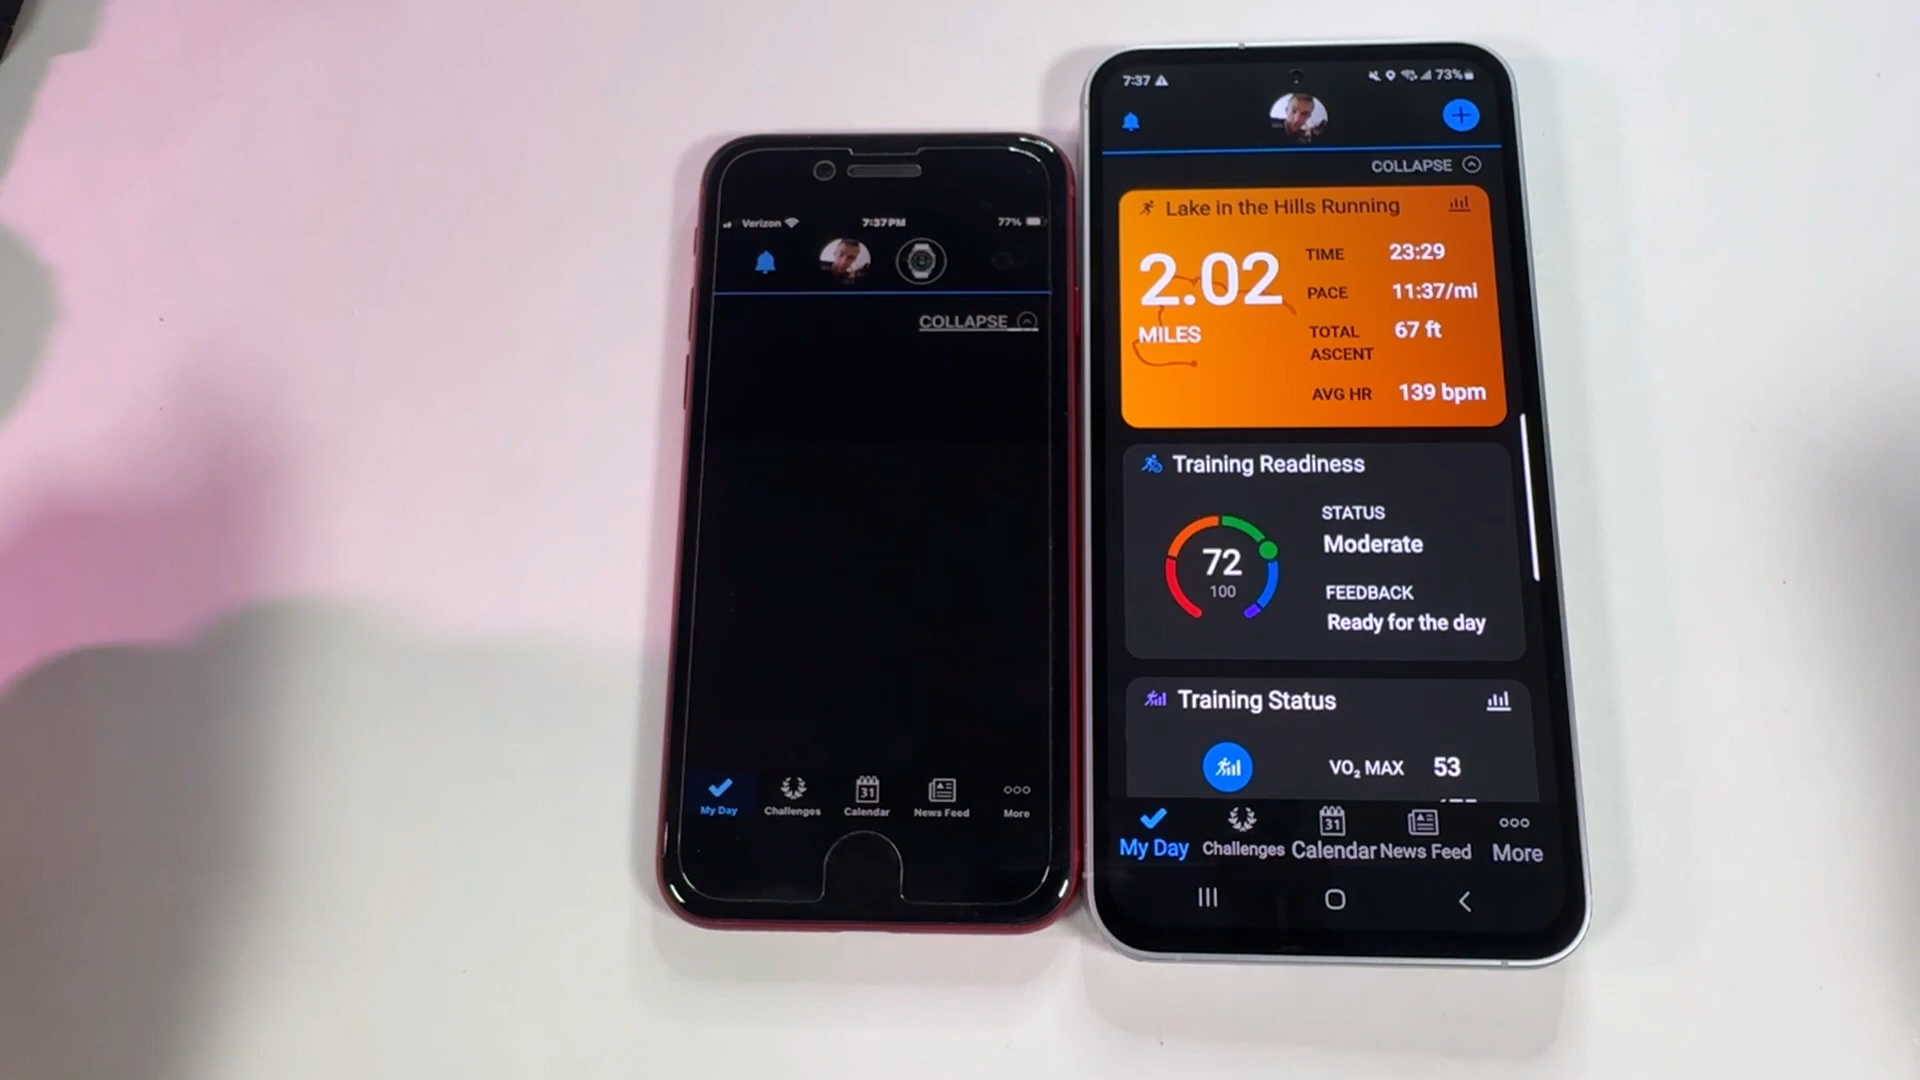 Verizon
7:37PM
77%
COLLAPSE
My Day
Challenges
31
Calendar
News Feed
More
7:37
73%
COLLAPSE
Lake in the Hills Running
2.02
MILES
TIME 23:29
PACE 11:37/mi
TOTAL ASCENT 67 ft
AVG HR 139 bpm
Training Readiness
72
100
STATUS
Moderate
FEEDBACK
Ready for the day
Training Status
VO₂ MAX 53
My Day
Challenges
31
Calendar
News Feed
More